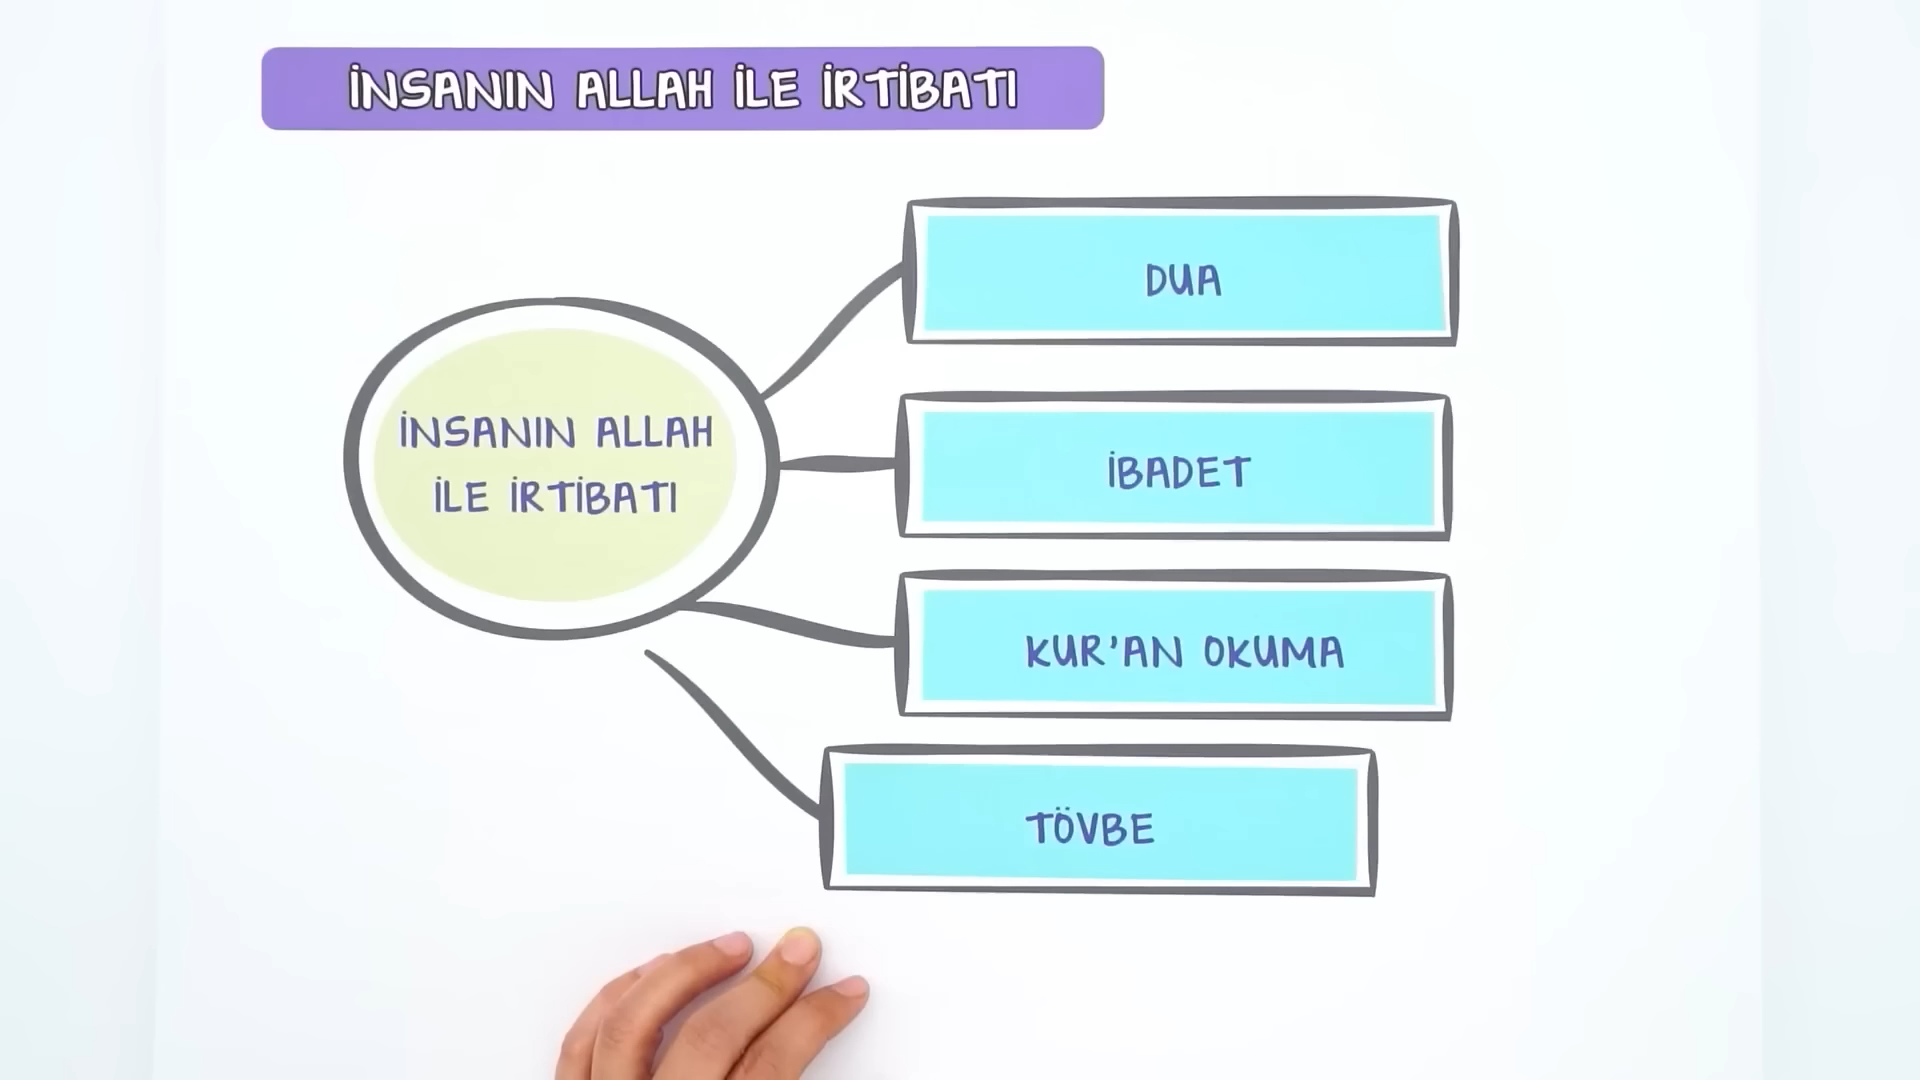 İNSANIN ALLAH İLE İRTİBATI
İNSANIN ALLAH
İLE İRTİBATI
DUA
İBADET
KUR'AN OKUMA
TÖVBE